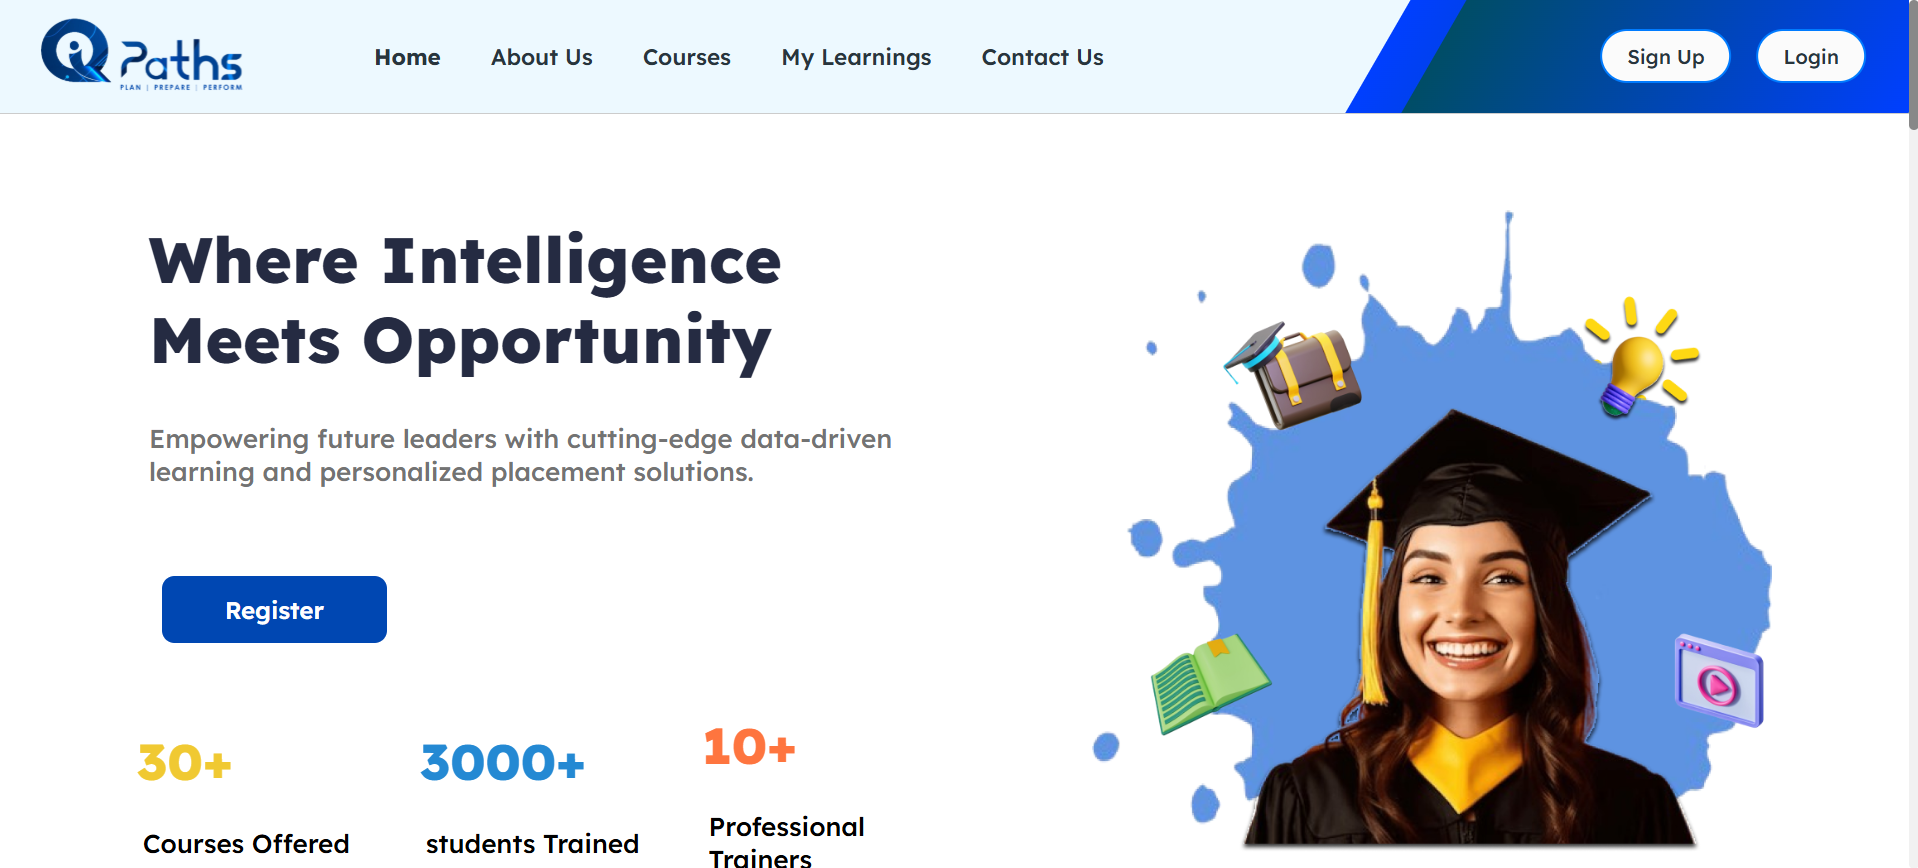 iQ Paths
PLAN | PREPARE | PERFORM
Home
About Us
Courses
My Learnings
Contact Us
Sign Up
Login
Where Intelligence
Meets Opportunity
Empowering future leaders with cutting-edge data-driven
learning and personalized placement solutions.
Register
30+
Courses Offered
3000+
students Trained
10+
Professional
Trainers